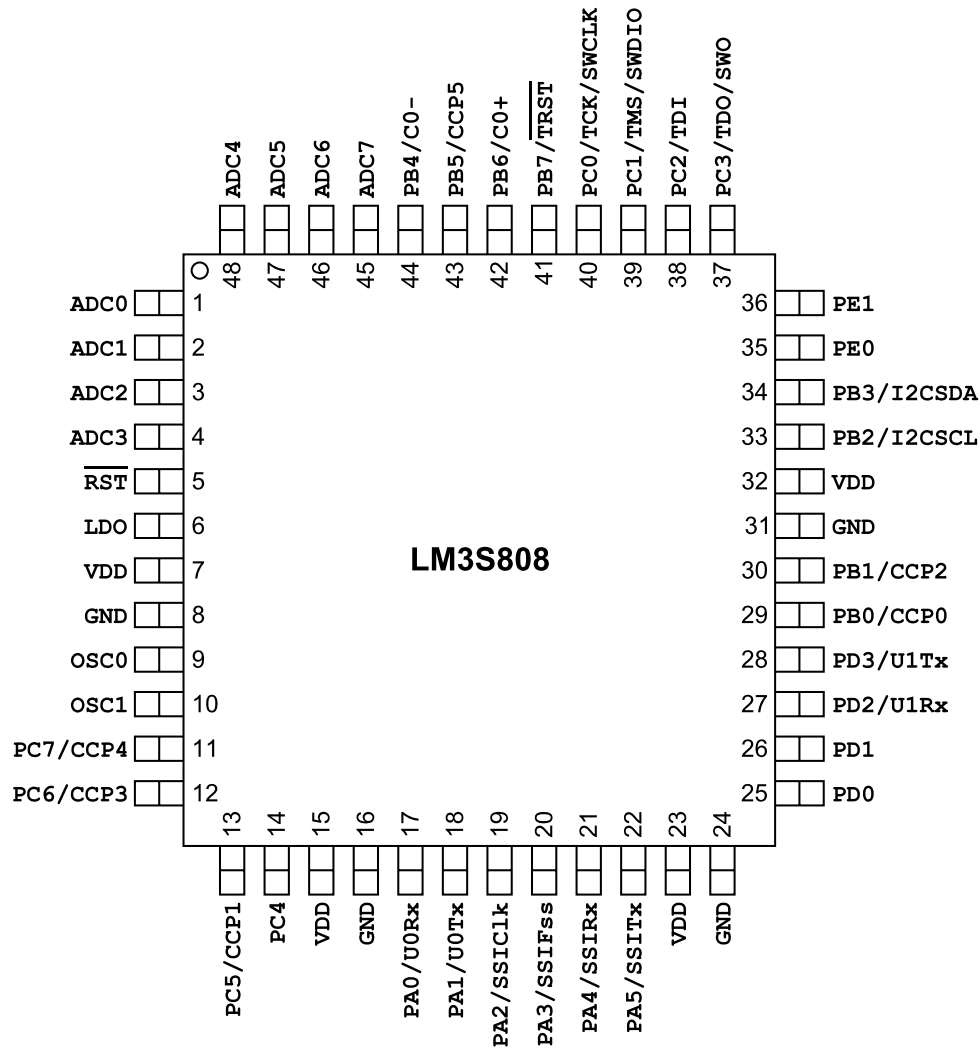 ADC4
ADC5
ADC6
ADC7
PB4/C0-
PB5/CCP5
PB6/C0+
PB7/TRST
PC0/TCK/SWCLK
PC1/TMS/SWDIO
PC2/TDI
PC3/TDO/SWO
48
47
46
45
44
43
42
41
40
39
38
37
ADC0 1
ADC1 2
ADC2 3
ADC3 4
RST 5
LDO 6
VDD 7
GND 8
OSC0 9
OSC1 10
PC7/CCP4 11
PC6/CCP3 12
LM3S808
36 PE1
35 PE0
34 PB3/I2CSDA
33 PB2/I2CSCL
32 VDD
31 GND
30 PB1/CCP2
29 PB0/CCP0
28 PD3/U1Tx
27 PD2/U1Rx
26 PD1
25 PD0
13
14
15
16
17
18
19
20
21
22
23
24
PC5/CCP1
PC4
VDD
GND
PA0/U0Rx
PA1/U0Tx
PA2/SSIClk
PA3/SSIFss
PA4/SSIRx
PA5/SSITx
VDD
GND